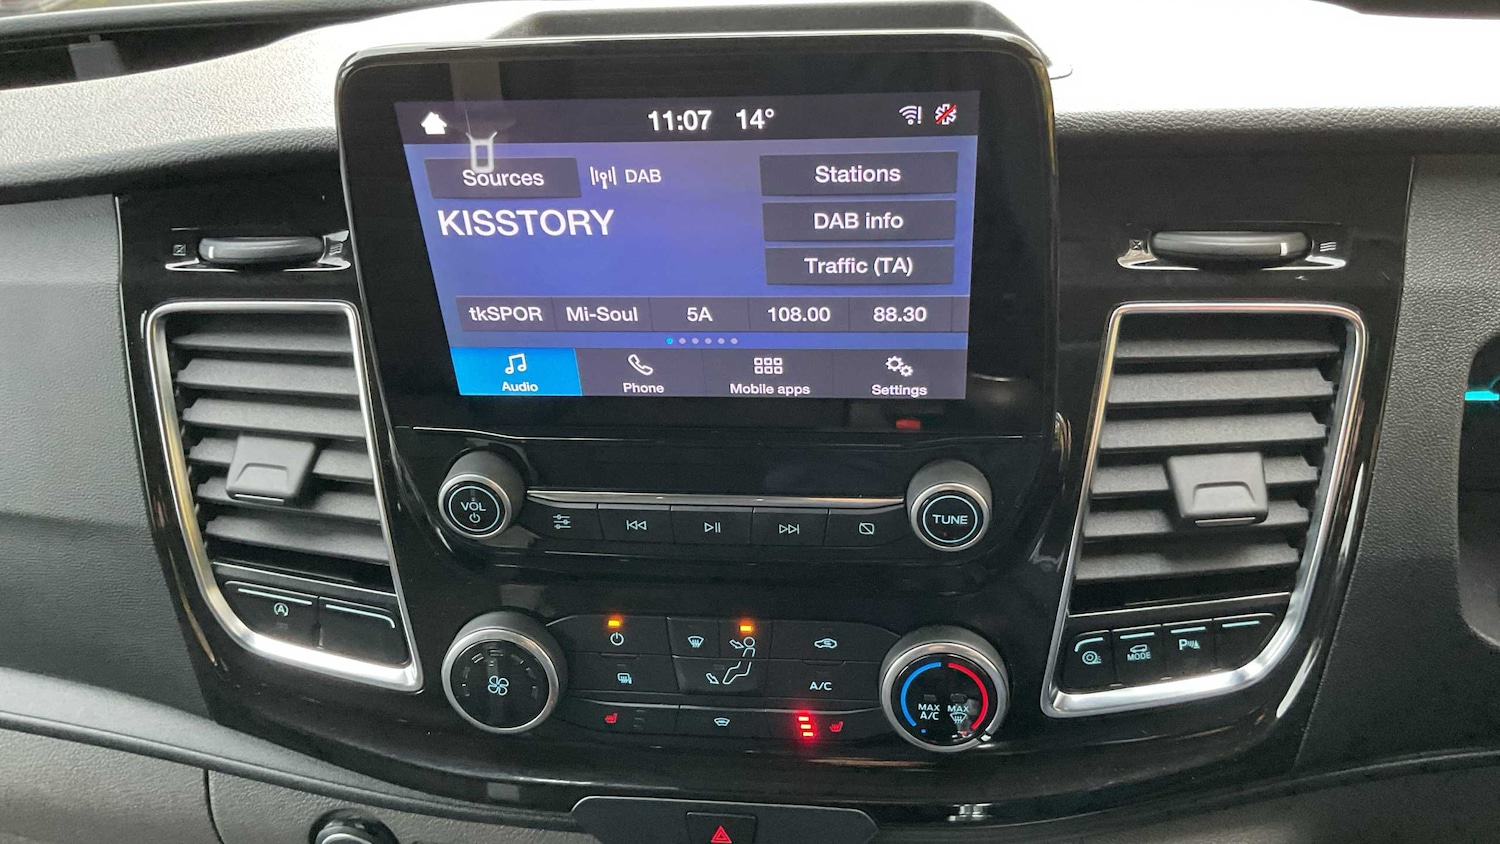 11:07 14°
Sources DAB
Stations
KISSTORY
DAB info
Traffic (TA)
tkSPOR Mi-Soul 5A 108.00 88.30
Audio Phone Mobile apps Settings
VOL
TUNE
A
MODE
P
A/C
MAX A/C
MAX